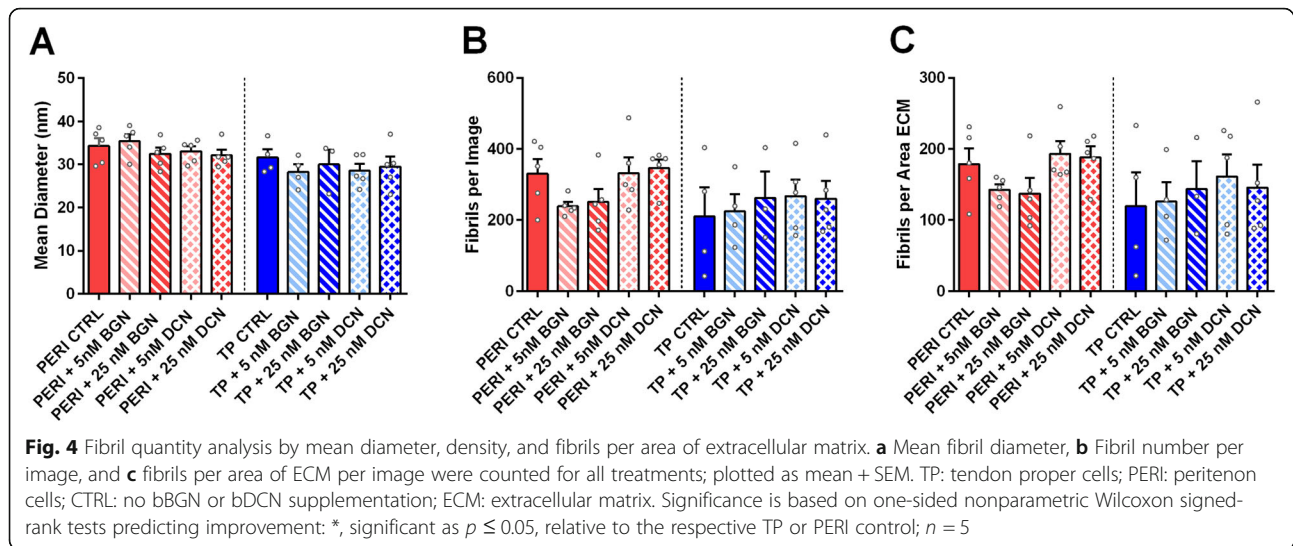 A
B
C
Mean Diameter (nm)
50
40
30
20
10
0
PERI CTRL
PERI + 5nM BGN
PERI + 25 nM BGN
PERI + 5nM DCN
PERI + 25 nM DCN
TP CTRL
TP + 5 nM BGN
TP + 25 nM BGN
TP + 5 nM DCN
TP + 25 nM DCN
Fibrils per Image
600
400
200
0
PERI CTRL
PERI + 5nM BGN
PERI + 25 nM BGN
PERI + 5nM DCN
PERI + 25 nM DCN
TP CTRL
TP + 5 nM BGN
TP + 25 nM BGN
TP + 5 nM DCN
TP + 25 nM DCN
Fibrils per Area ECM
300
200
100
0
PERI CTRL
PERI + 5nM BGN
PERI + 25 nM BGN
PERI + 5nM DCN
PERI + 25 nM DCN
TP CTRL
TP + 5 nM BGN
TP + 25 nM BGN
TP + 5 nM DCN
TP + 25 nM DCN
Fig. 4 Fibril quantity analysis by mean diameter, density, and fibrils per area of extracellular matrix. a Mean fibril diameter, b Fibril number per
image, and c fibrils per area of ECM per image were counted for all treatments; plotted as mean + SEM. TP: tendon proper cells; PERI: peritenon
cells; CTRL: no bBGN or bDCN supplementation; ECM: extracellular matrix. Significance is based on one-sided nonparametric Wilcoxon signed-
rank tests predicting improvement: *, significant as p ≤ 0.05, relative to the respective TP or PERI control; n = 5